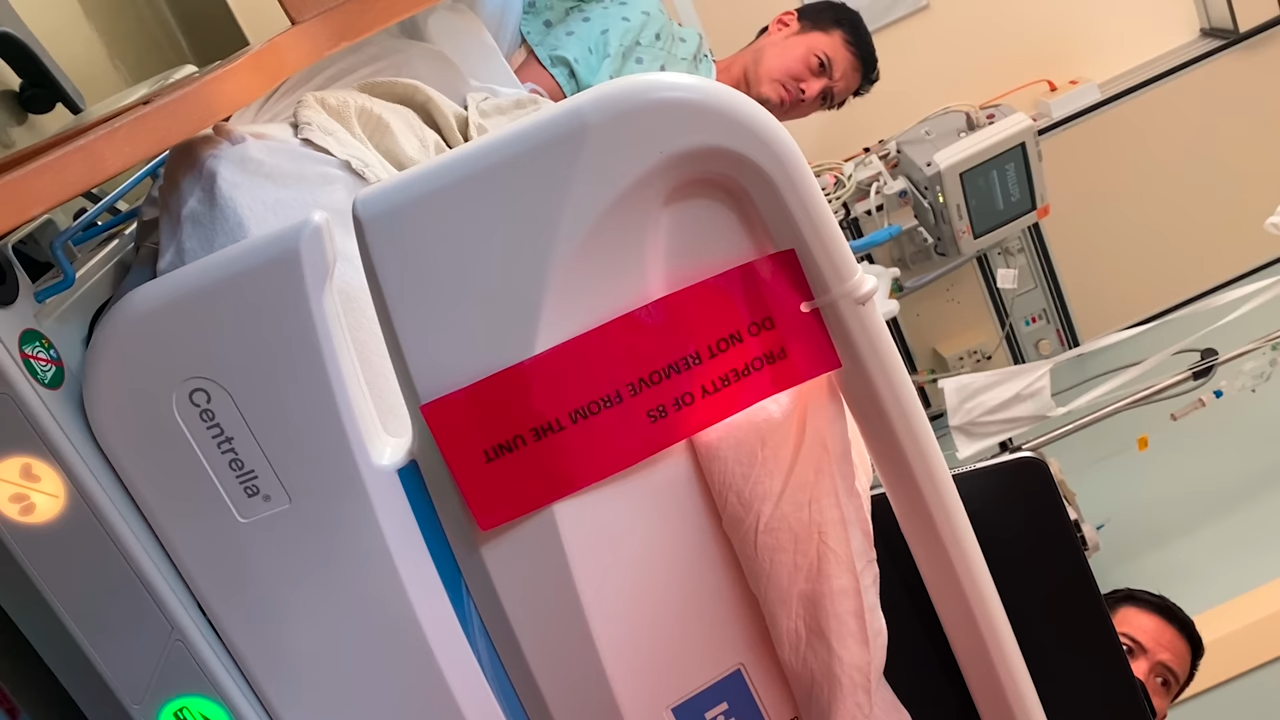 PROPERTY OF 8S
DO NOT REMOVE FROM THE UNIT
Centrella®
PHILIPS